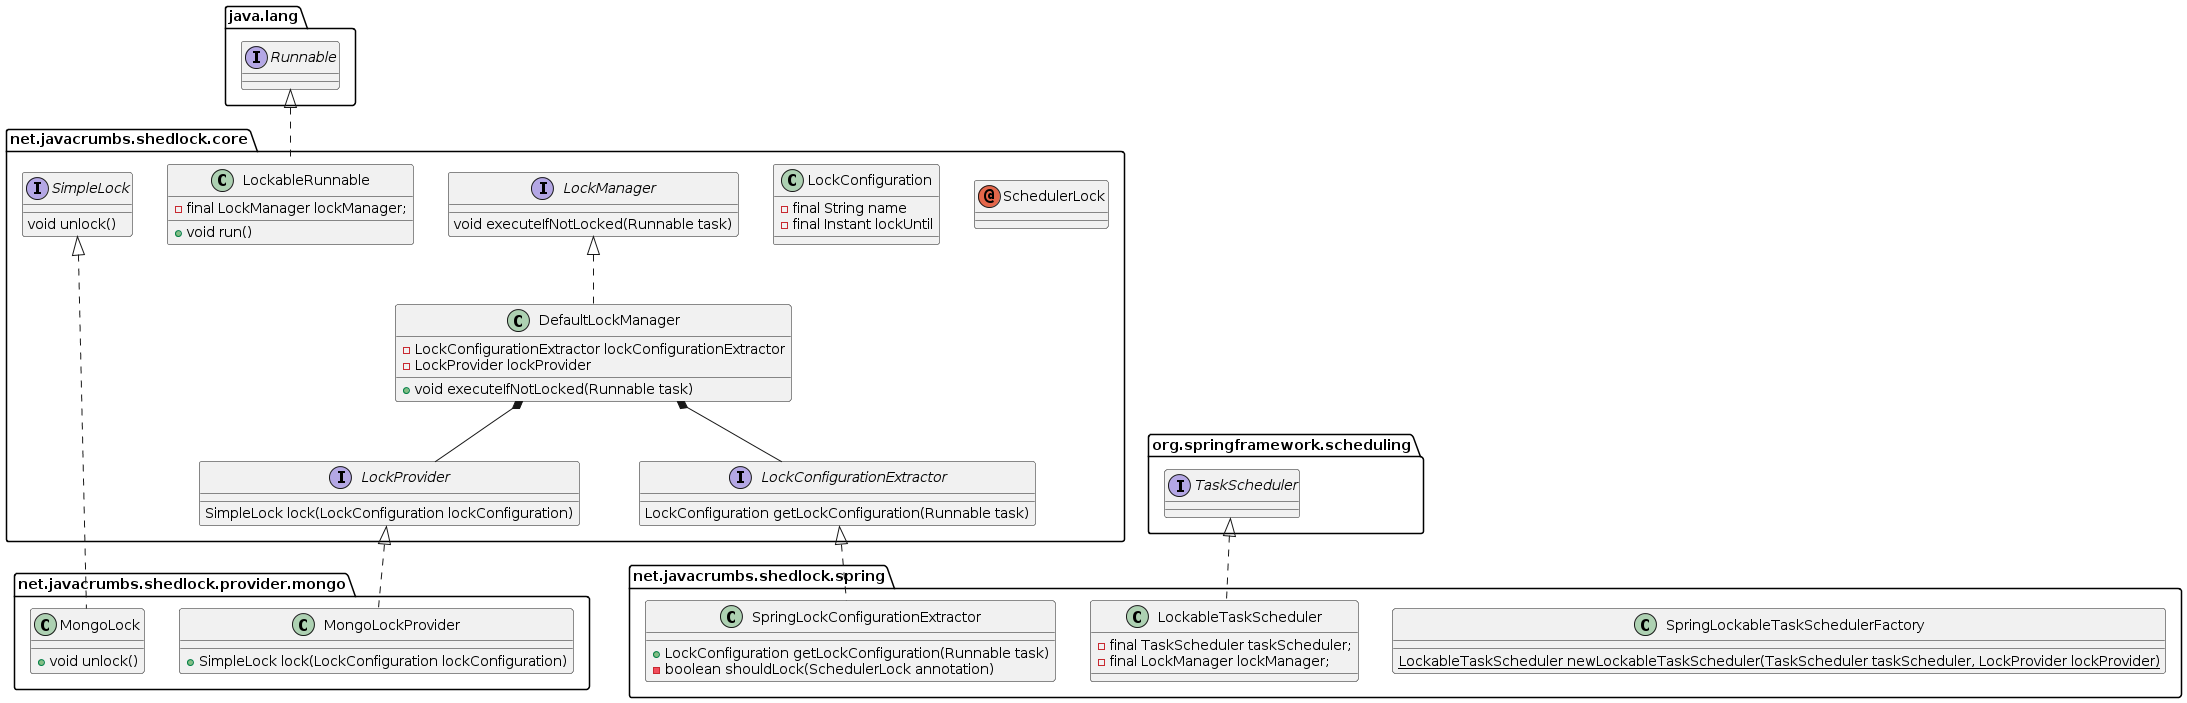 java.lang
I Runnable
net.javacrumbs.shedlock.core
I SimpleLock
void unlock()
C LockableRunnable
final LockManager lockManager;
void run()
I LockManager
void executeIfNotLocked(Runnable task)
C LockConfiguration
final String name
final Instant lockUntil
@ SchedulerLock
C DefaultLockManager
LockConfigurationExtractor lockConfigurationExtractor
LockProvider lockProvider
void executeIfNotLocked(Runnable task)
I LockProvider
SimpleLock lock(LockConfiguration lockConfiguration)
I LockConfigurationExtractor
LockConfiguration getLockConfiguration(Runnable task)
org.springframework.scheduling
I TaskScheduler
net.javacrumbs.shedlock.provider.mongo
C MongoLock
void unlock()
C MongoLockProvider
SimpleLock lock(LockConfiguration lockConfiguration)
net.javacrumbs.shedlock.spring
C SpringLockConfigurationExtractor
LockConfiguration getLockConfiguration(Runnable task)
boolean shouldLock(SchedulerLock annotation)
C LockableTaskScheduler
final TaskScheduler taskScheduler;
final LockManager lockManager;
C SpringLockableTaskSchedulerFactory
LockableTaskScheduler newLockableTaskScheduler(TaskScheduler taskScheduler, LockProvider lockProvider)